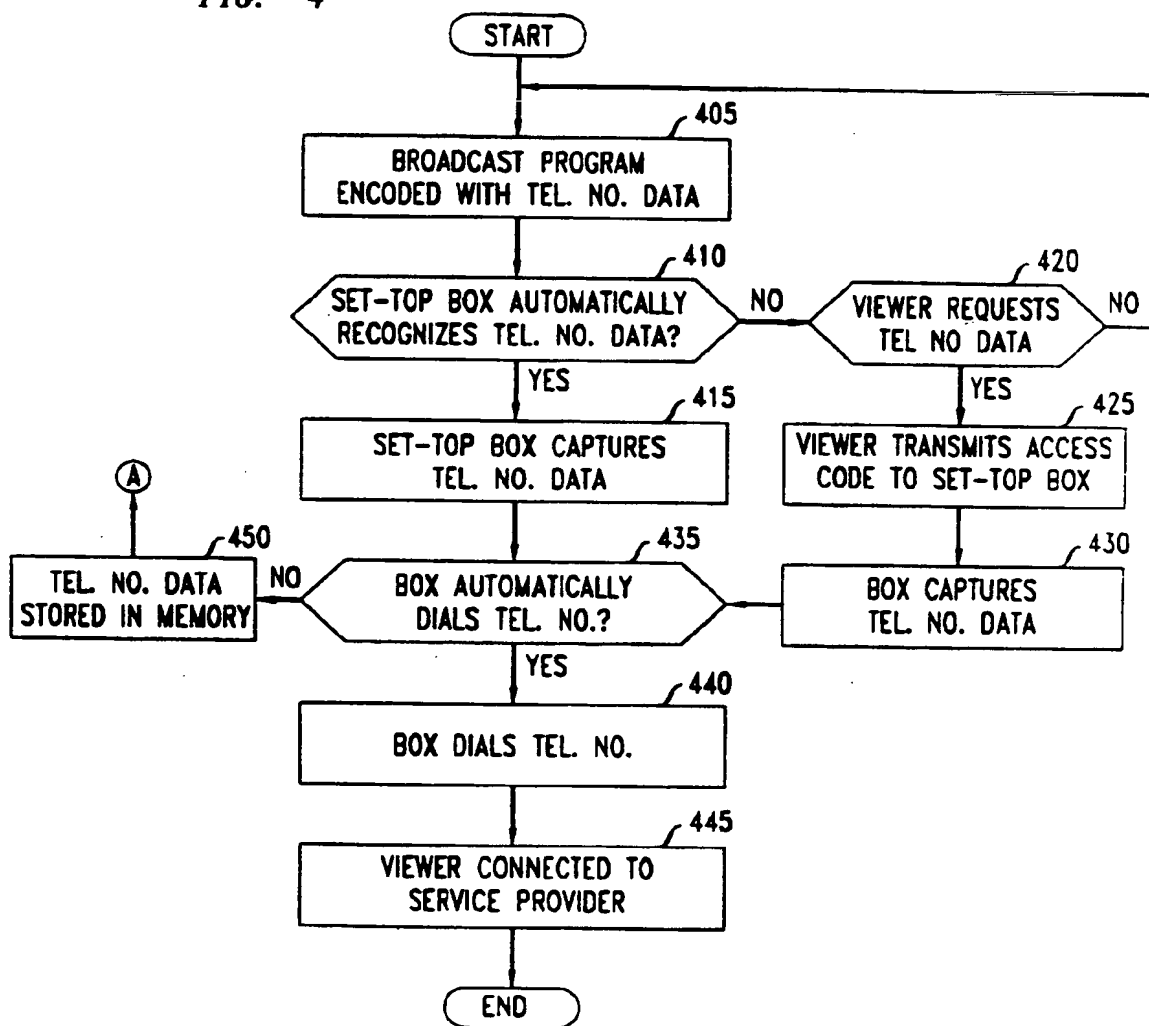 FIG. 4
START
405
BROADCAST PROGRAM
ENCODED WITH TEL. NO. DATA
410
SET-TOP BOX AUTOMATICALLY
RECOGNIZES TEL. NO. DATA?
NO
420
VIEWER REQUESTS
TEL NO DATA
NO
YES
YES
415
SET-TOP BOX CAPTURES
TEL. NO. DATA
425
VIEWER TRANSMITS ACCESS
CODE TO SET-TOP BOX
A
450
TEL. NO. DATA
STORED IN MEMORY
NO
435
BOX AUTOMATICALLY
DIALS TEL. NO.?
430
BOX CAPTURES
TEL. NO. DATA
YES
440
BOX DIALS TEL. NO.
445
VIEWER CONNECTED TO
SERVICE PROVIDER
END